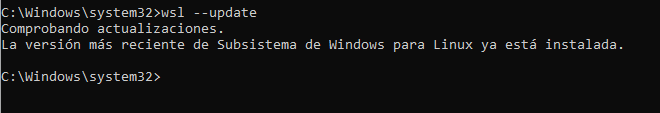 C:\Windows\system32>wsl --update
Comprobando actualizaciones.
La versión más reciente de Subsistema de Windows para Linux ya está instalada.
C:\Windows\system32>